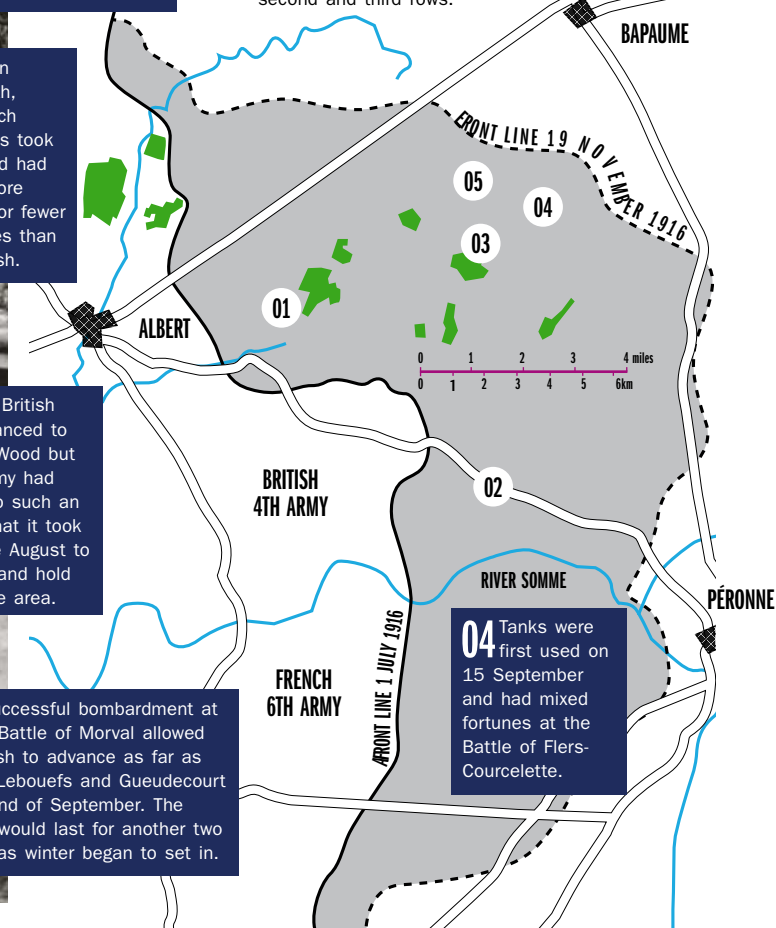 second and third rows.
BAPAUME
n
h,
ch
s took
d had
ore
or fewer
es than
sh.
FRONT LINE 19 NOVEMBER 1916
05
04
03
01
ALBERT
0 1 2 3 4 miles
0 1 2 3 4 5 6km
British
nced to
Wood but
my had
o such an
hat it took
e August to
and hold
e area.
BRITISH
4TH ARMY
02
RIVER SOMME
PÉRONNE
FRONT LINE 1 JULY 1916
FRENCH
6TH ARMY
04 Tanks were
first used on
15 September
and had mixed
fortunes at the
Battle of Flers-
Courcelette.
ccessful bombardment at
Battle of Morval allowed
sh to advance as far as
Lebouefs and Gueudecourt
nd of September. The
would last for another two
as winter began to set in.